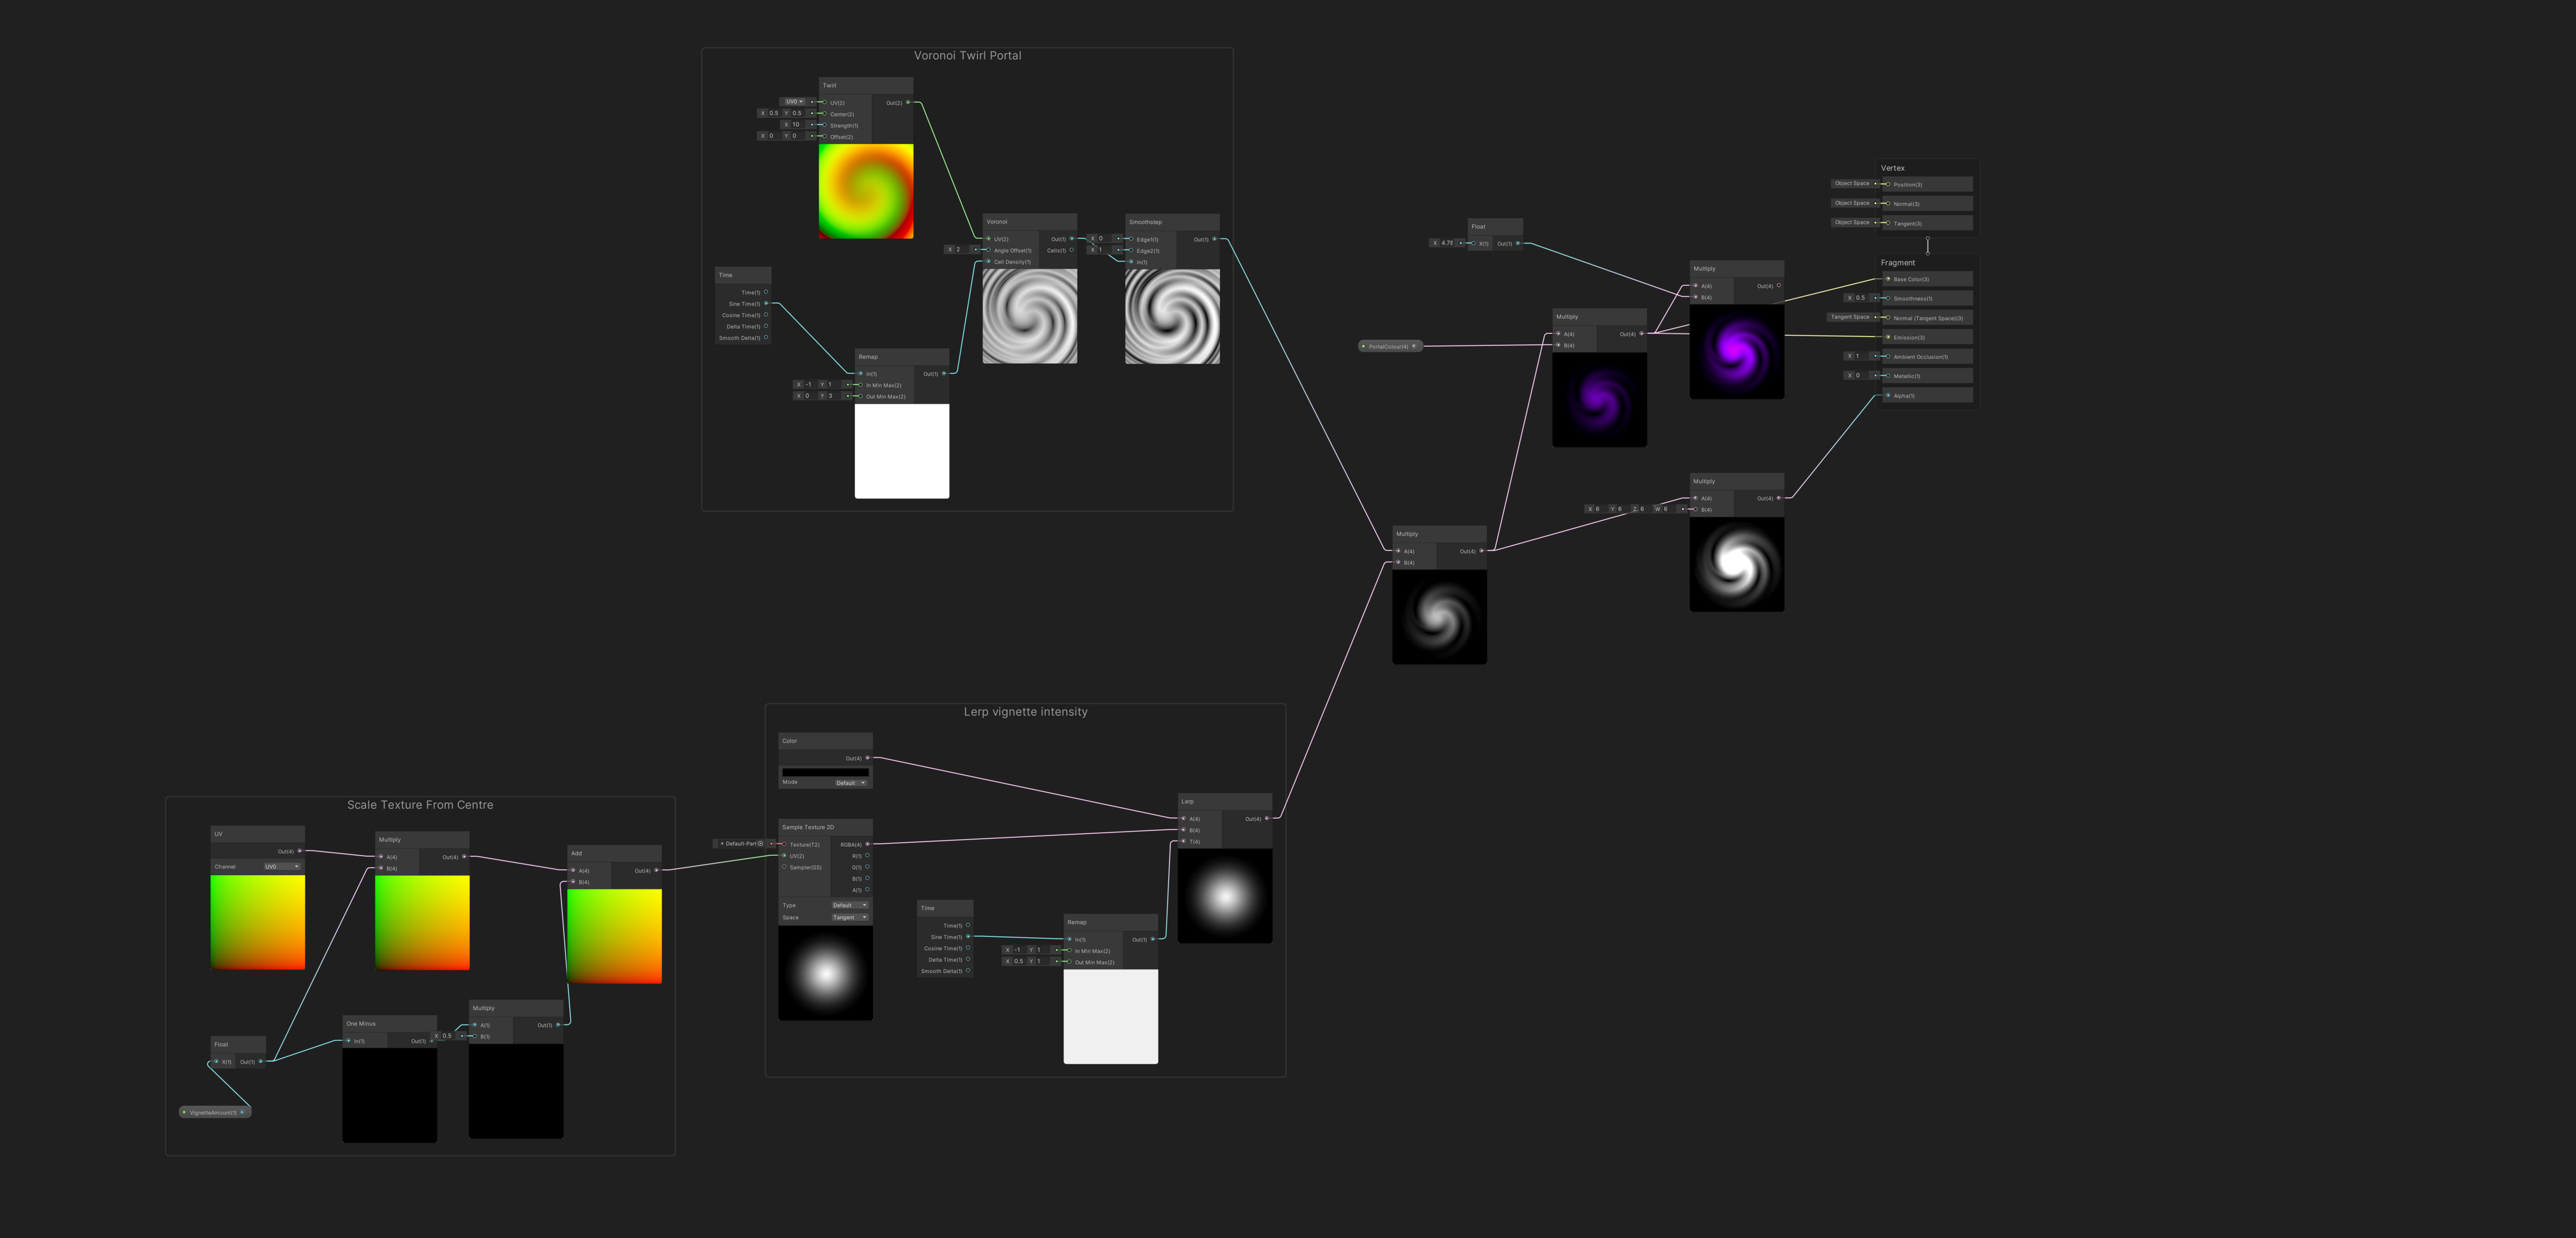 Voronoi Twirl Portal
Twirl
UV0
UV(2)
Out(2)
X 0.5 Y 0.5
Center(2)
X 10
Strength(1)
X 0 Y 0
Offset(2)
Time
Time(1)
Sine Time(1)
Cosine Time(1)
Delta Time(1)
Smooth Delta(1)
Remap
In(1)
Out(1)
X -1 Y 1
In Min Max(2)
X 0 Y 3
Out Min Max(2)
Voronoi
UV(2)
Out(1)
X 2
Angle Offset(1)
Cells(1)
Cell Density(1)
Smoothstep
X 0
Edge1(1)
Out(1)
X 1
Edge2(1)
In(1)
Float
X 4.78
X(1)
Out(1)
PortalColour(4)
Multiply
A(4)
Out(4)
B(4)
Multiply
A(4)
Out(4)
B(4)
Vertex
Object Space
Position(3)
Object Space
Normal(3)
Object Space
Tangent(3)
Fragment
Base Color(3)
X 0.5
Smoothness(1)
Tangent Space
Normal (Tangent Space)(3)
Emission(3)
X 1
Ambient Occlusion(1)
X 0
Metallic(1)
Alpha(1)
Multiply
A(4)
Out(4)
X 6 Y 6 Z 6 W 6
B(4)
Multiply
A(4)
Out(4)
B(4)
Lerp vignette intensity
Color
Out(4)
Mode
Default
Sample Texture 2D
Default-Part
Texture(T2)
RGBA(4)
UV(2)
R(1)
Sampler(SS)
G(1)
B(1)
A(1)
Type
Default
Space
Tangent
Time
Time(1)
Sine Time(1)
Cosine Time(1)
Delta Time(1)
Smooth Delta(1)
Remap
In(1)
Out(1)
X -1 Y 1
In Min Max(2)
X 0.5 Y 1
Out Min Max(2)
Lerp
A(4)
Out(4)
B(4)
T(4)
Scale Texture From Centre
UV
Out(4)
Channel
UV0
Multiply
A(4)
Out(4)
B(4)
Add
A(4)
Out(4)
B(4)
Float
X(1)
Out(1)
VignetteAmount(1)
One Minus
In(1)
Out(1)
Multiply
A(1)
Out(1)
X 0.5
B(1)